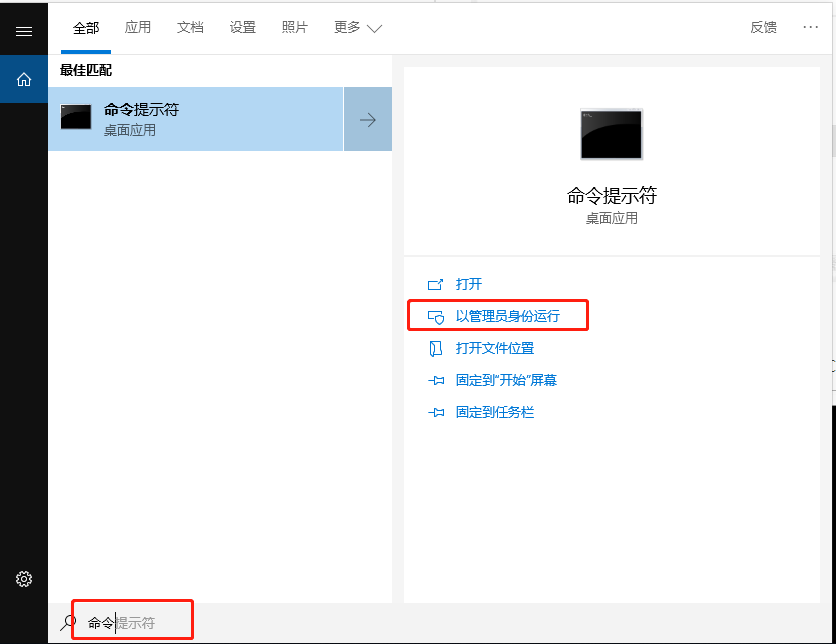 全部 应用 文档 设置 照片 更多 反馈 ···
最佳匹配
命令提示符
桌面应用
命令提示符
桌面应用
打开
以管理员身份运行
打开文件位置
固定到“开始”屏幕
固定到任务栏
命令提示符